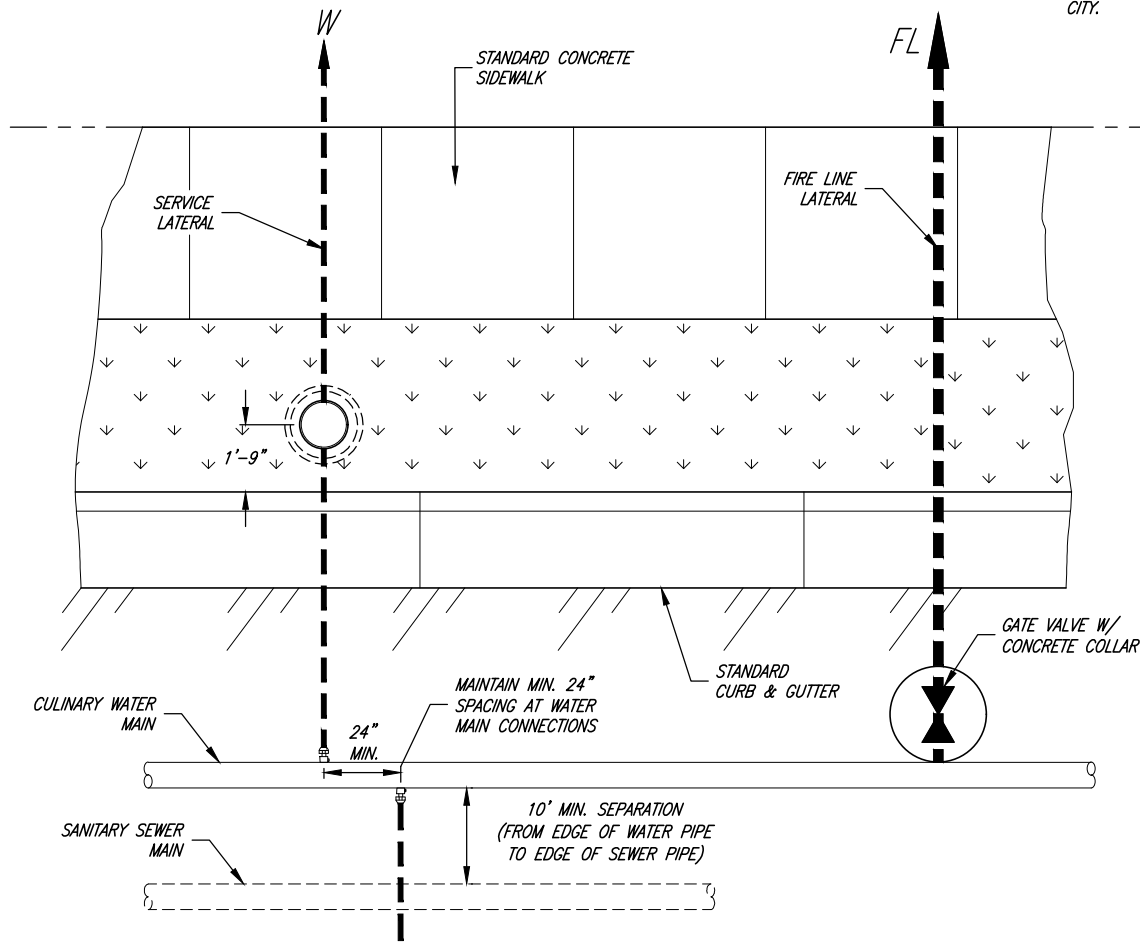 CITY.
W
FL
STANDARD CONCRETE
SIDEWALK
SERVICE
LATERAL
FIRE LINE
LATERAL
1'-9"
GATE VALVE W/
CONCRETE COLLAR
STANDARD
CURB & GUTTER
MAINTAIN MIN. 24"
SPACING AT WATER
MAIN CONNECTIONS
CULINARY WATER
MAIN
24"
MIN.
10' MIN. SEPARATION
(FROM EDGE OF WATER PIPE
TO EDGE OF SEWER PIPE)
SANITARY SEWER
MAIN